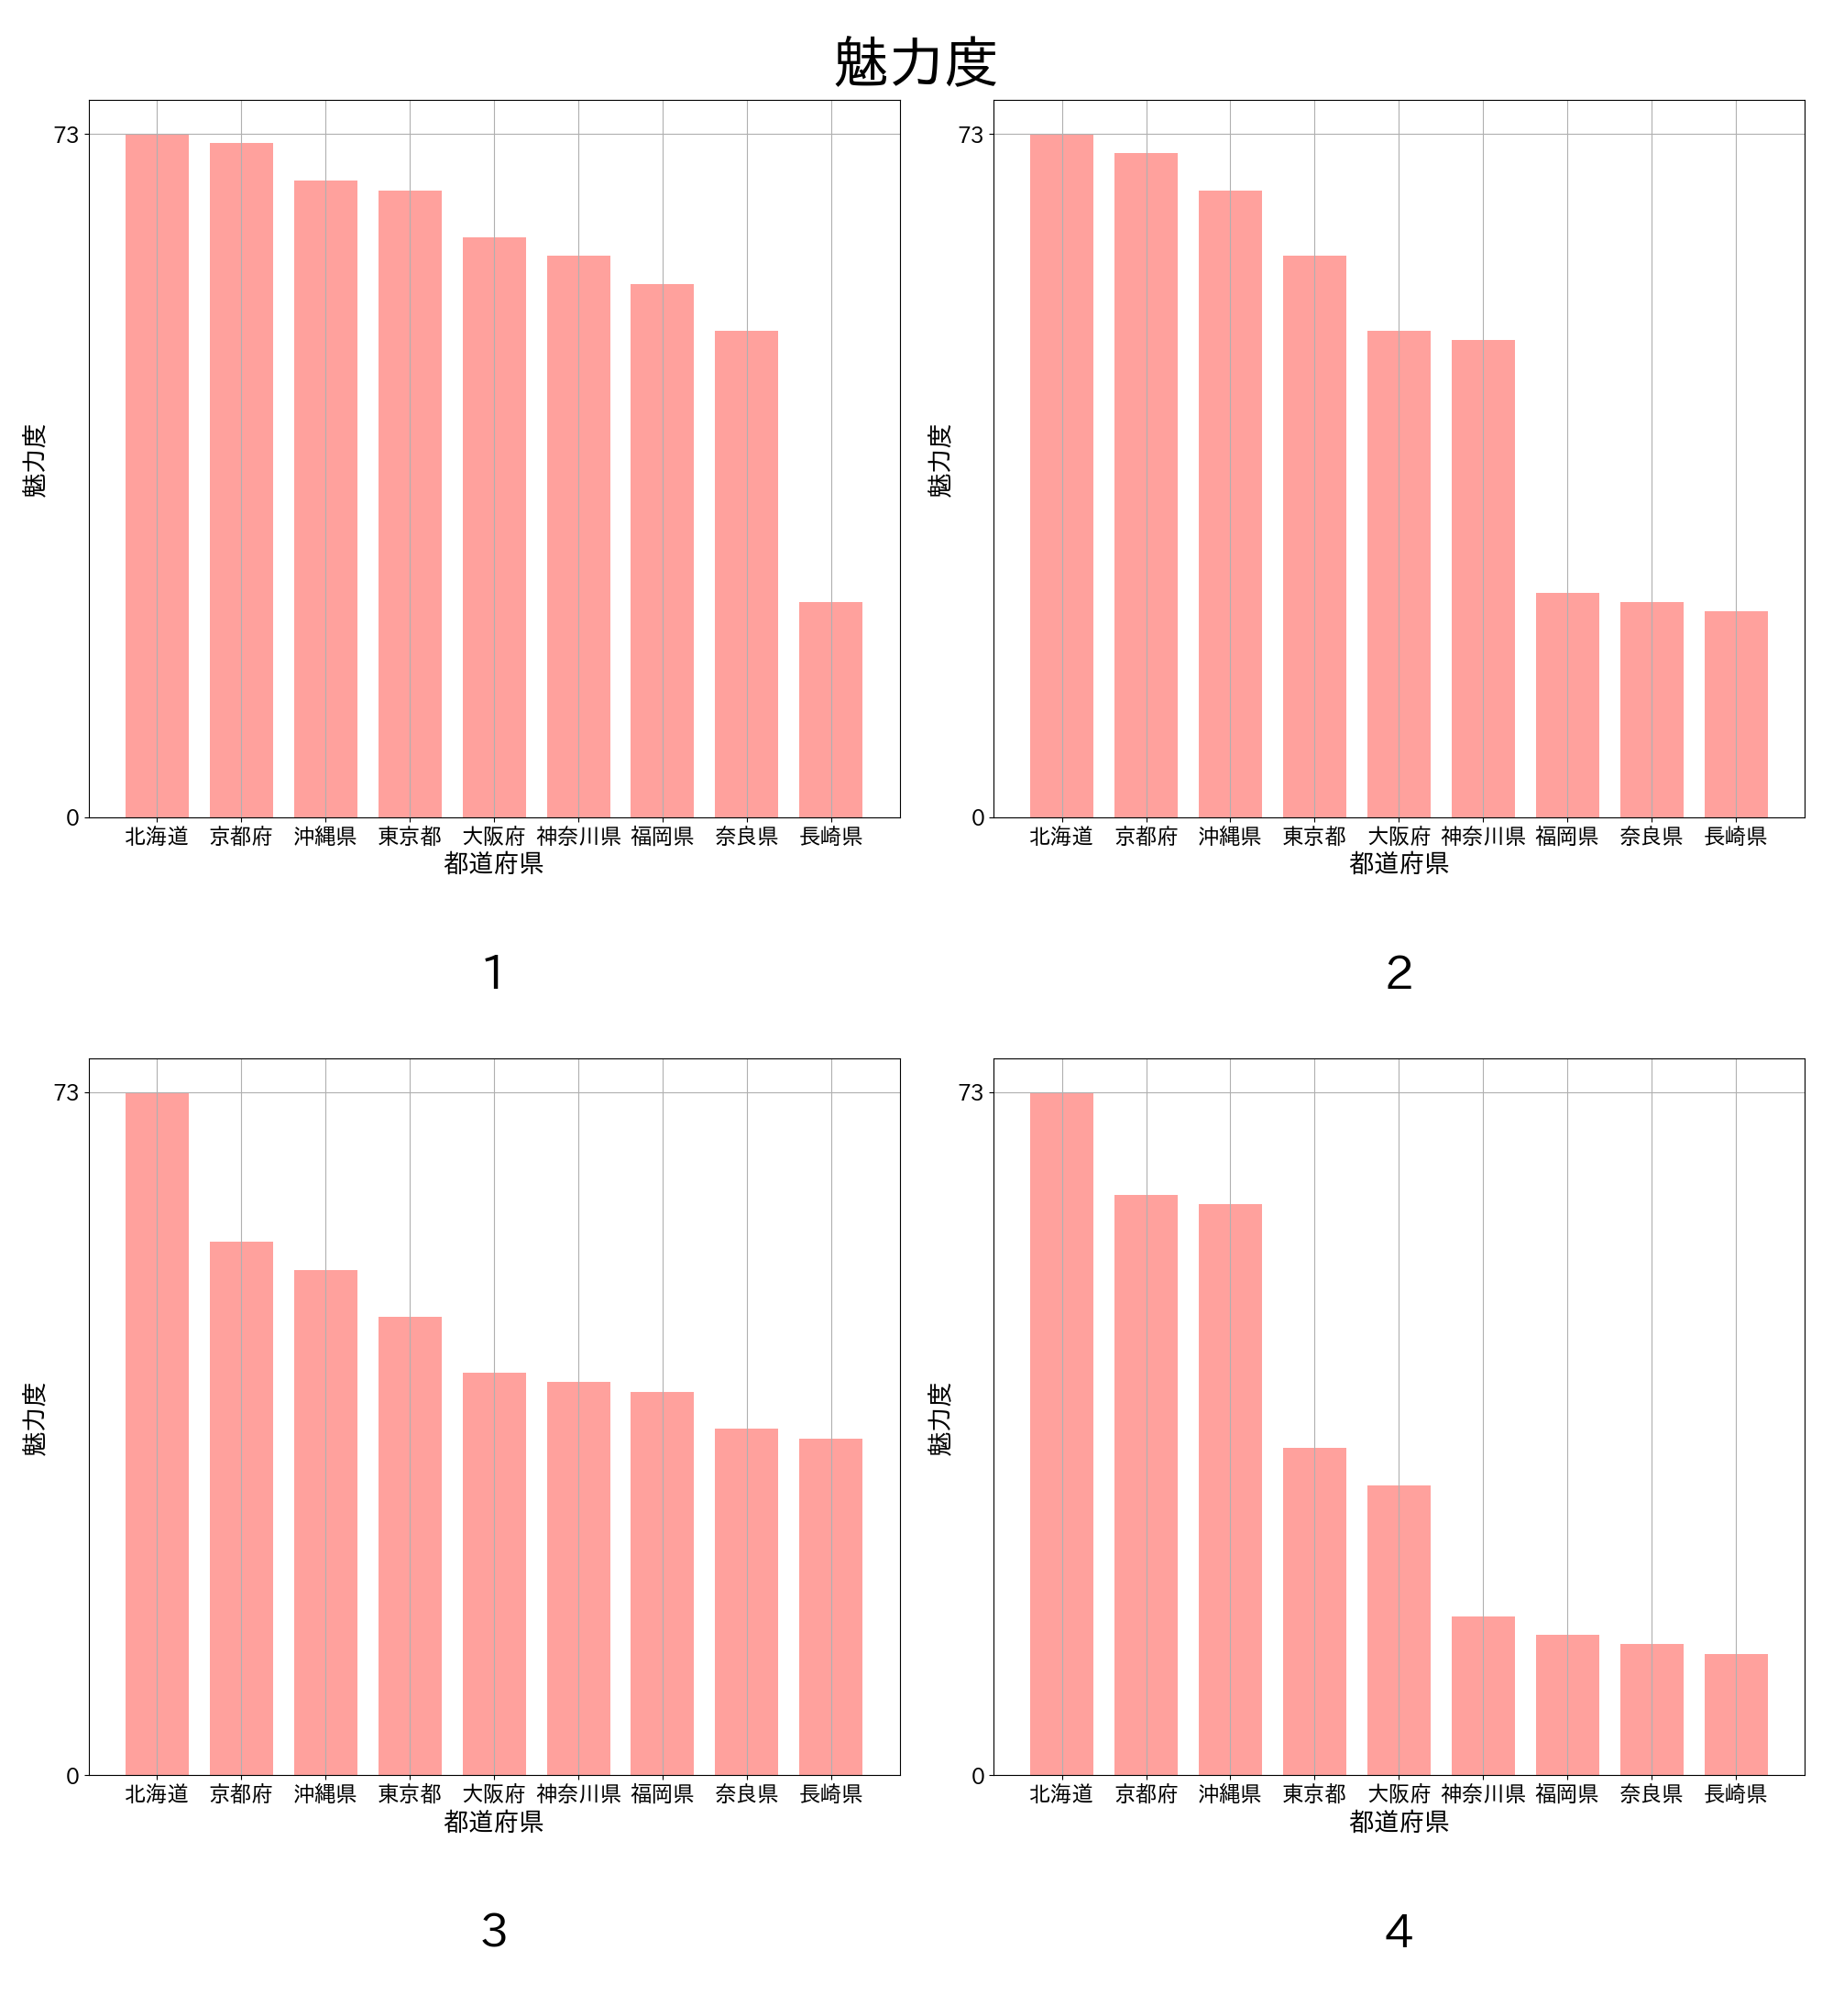 魅力度
73
0
魅力度
北海道 京都府 沖縄県 東京都 大阪府 神奈川県 福岡県 奈良県 長崎県
都道府県
1
73
0
魅力度
北海道 京都府 沖縄県 東京都 大阪府 神奈川県 福岡県 奈良県 長崎県
都道府県
2
73
0
魅力度
北海道 京都府 沖縄県 東京都 大阪府 神奈川県 福岡県 奈良県 長崎県
都道府県
3
73
0
魅力度
北海道 京都府 沖縄県 東京都 大阪府 神奈川県 福岡県 奈良県 長崎県
都道府県
4